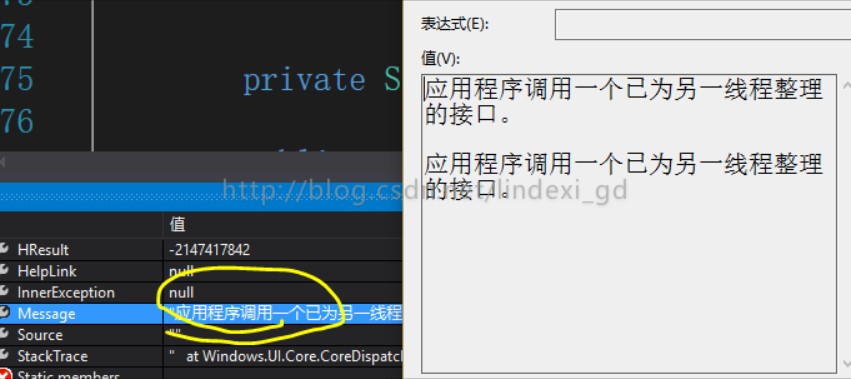 74
75
76
private S
表达式(E):
值(V):
应用程序调用一个已为另一线程整理
的接口。
应用程序调用一个已为另一线程整理
的接口。
http://blog.csdn.net/lindexi_gd
值
HResult -2147417842
HelpLink null
InnerException null
Message "应用程序调用一个已为另一线程
Source ""
StackTrace " at Windows.UI.Core.CoreDispatc
Static members